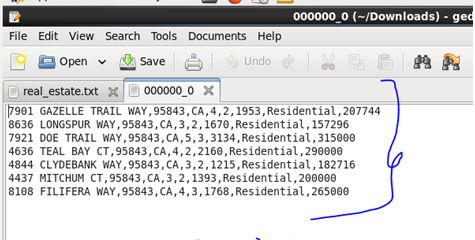 000000_0 (~/Downloads) - ged
File Edit View Search Tools Documents Help
Open Save Undo
real_estate.txt 000000_0
7901 GAZELLE TRAIL WAY,95843,CA,4,2,1953,Residential,207744
8636 LONGSPUR WAY,95843,CA,3,2,1670,Residential,157296
7921 DOE TRAIL WAY,95843,CA,5,3,3134,Residential,315000
4636 TEAL BAY CT,95843,CA,4,2,2160,Residential,290000
4844 CLYDEBANK WAY,95843,CA,3,2,1215,Residential,182716
4437 MITCHUM CT,95843,CA,3,2,1393,Residential,200000
8108 FILIFERA WAY,95843,CA,4,3,1768,Residential,265000